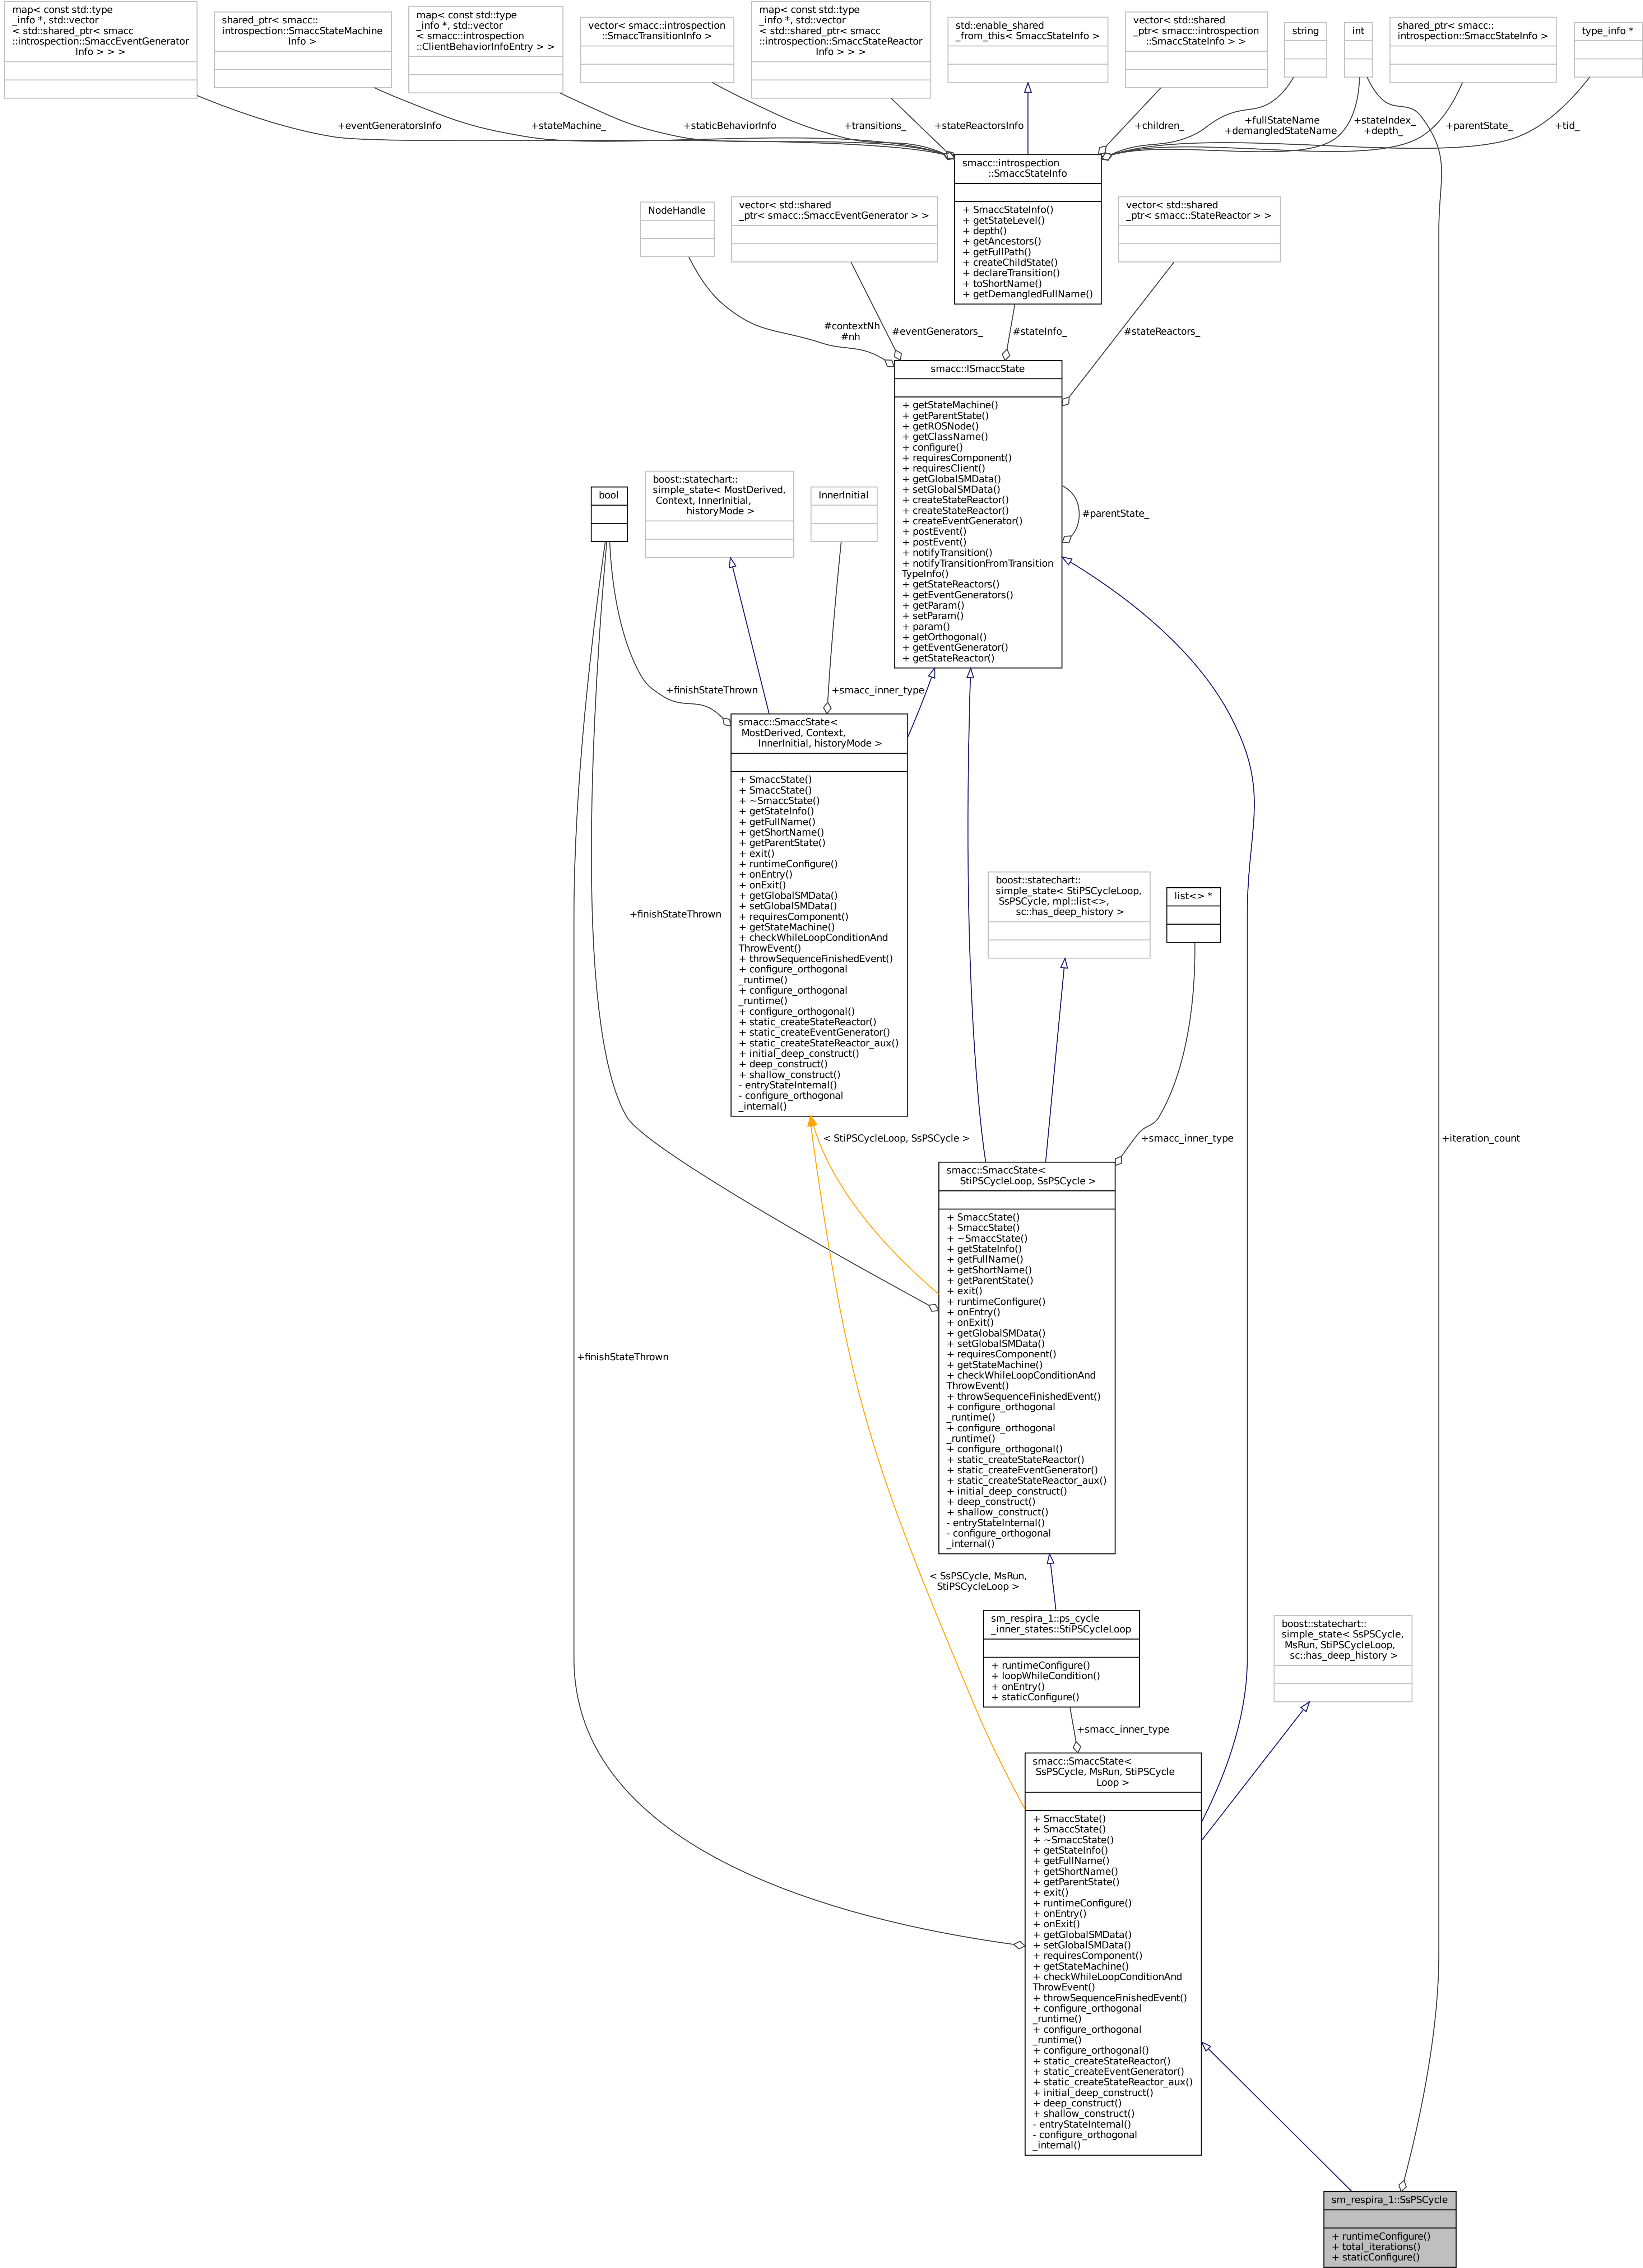 map< const std::type
_info *, std::vector
< std::shared_ptr< smacc
::introspection::SmaccEventGenerator
Info > > >
shared_ptr< smacc::
introspection::SmaccStateMachine
Info >
map< const std::type
_info *, std::vector
< smacc::introspection
::ClientBehaviorInfoEntry > >
vector< smacc::introspection
::SmaccTransitionInfo >
map< const std::type
_info *, std::vector
< std::shared_ptr< smacc
::introspection::SmaccStateReactor
Info > > >
std::enable_shared
_from_this< SmaccStateInfo >
vector< std::shared
_ptr< smacc::introspection
::SmaccStateInfo > >
string
int
shared_ptr< smacc::
introspection::SmaccStateInfo >
type_info *
+eventGeneratorsInfo
+stateMachine_
+staticBehaviorInfo
+transitions_
+stateReactorsInfo
+children_
+fullStateName
+demangledStateName
+stateIndex_
+depth_
+parentState_
+tid_
smacc::introspection
::SmaccStateInfo
+ SmaccStateInfo()
+ getStateLevel()
+ depth()
+ getAncestors()
+ getFullPath()
+ createChildState()
+ declareTransition()
+ toShortName()
+ getDemangledFullName()
NodeHandle
vector< std::shared
_ptr< smacc::SmaccEventGenerator > >
vector< std::shared
_ptr< smacc::StateReactor > >
#contextNh
#nh
#eventGenerators_
#stateInfo_
#stateReactors_
smacc::ISmaccState
+ getStateMachine()
+ getParentState()
+ getROSNode()
+ getClassName()
+ configure()
+ requiresComponent()
+ requiresClient()
+ getGlobalSMData()
+ setGlobalSMData()
+ createStateReactor()
+ createStateReactor()
+ createEventGenerator()
+ postEvent()
+ postEvent()
+ notifyTransition()
+ notifyTransitionFromTransition
TypeInfo()
+ getStateReactors()
+ getEventGenerators()
+ getParam()
+ setParam()
+ param()
+ getOrthogonal()
+ getEventGenerator()
+ getStateReactor()
#parentState_
bool
boost::statechart::
simple_state< MostDerived,
Context, InnerInitial,
historyMode >
InnerInitial
+finishStateThrown
+smacc_inner_type
smacc::SmaccState<
MostDerived, Context,
InnerInitial, historyMode >
+ SmaccState()
+ SmaccState()
+ ~SmaccState()
+ getStateInfo()
+ getFullName()
+ getShortName()
+ getParentState()
+ exit()
+ runtimeConfigure()
+ onEntry()
+ onExit()
+ getGlobalSMData()
+ setGlobalSMData()
+ requiresComponent()
+ getStateMachine()
+ checkWhileLoopConditionAnd
ThrowEvent()
+ throwSequenceFinishedEvent()
+ configure_orthogonal
_runtime()
+ configure_orthogonal
_runtime()
+ configure_orthogonal()
+ static_createStateReactor()
+ static_createEventGenerator()
+ static_createStateReactor_aux()
+ initial_deep_construct()
+ deep_construct()
+ shallow_construct()
- entryStateInternal()
- configure_orthogonal
_internal()
+finishStateThrown
boost::statechart::
simple_state< StiPSCycleLoop,
SsPSCycle, mpl::list<>,
sc::has_deep_history >
list<> *
< StiPSCycleLoop, SsPSCycle >
+smacc_inner_type
+iteration_count
smacc::SmaccState<
StiPSCycleLoop, SsPSCycle >
+ SmaccState()
+ SmaccState()
+ ~SmaccState()
+ getStateInfo()
+ getFullName()
+ getShortName()
+ getParentState()
+ exit()
+ runtimeConfigure()
+ onEntry()
+ onExit()
+ getGlobalSMData()
+ setGlobalSMData()
+ requiresComponent()
+ getStateMachine()
+ checkWhileLoopConditionAnd
ThrowEvent()
+ throwSequenceFinishedEvent()
+ configure_orthogonal
_runtime()
+ configure_orthogonal
_runtime()
+ configure_orthogonal()
+ static_createStateReactor()
+ static_createEventGenerator()
+ static_createStateReactor_aux()
+ initial_deep_construct()
+ deep_construct()
+ shallow_construct()
- entryStateInternal()
- configure_orthogonal
_internal()
+finishStateThrown
< SsPSCycle, MsRun,
StiPSCycleLoop >
sm_respira_1::ps_cycle
_inner_states::StiPSCycleLoop
+ runtimeConfigure()
+ loopWhileCondition()
+ onEntry()
+ staticConfigure()
boost::statechart::
simple_state< SsPSCycle,
MsRun, StiPSCycleLoop,
sc::has_deep_history >
+smacc_inner_type
smacc::SmaccState<
SsPSCycle, MsRun, StiPSCycle
Loop >
+ SmaccState()
+ SmaccState()
+ ~SmaccState()
+ getStateInfo()
+ getFullName()
+ getShortName()
+ getParentState()
+ exit()
+ runtimeConfigure()
+ onEntry()
+ onExit()
+ getGlobalSMData()
+ setGlobalSMData()
+ requiresComponent()
+ getStateMachine()
+ checkWhileLoopConditionAnd
ThrowEvent()
+ throwSequenceFinishedEvent()
+ configure_orthogonal
_runtime()
+ configure_orthogonal
_runtime()
+ configure_orthogonal()
+ static_createStateReactor()
+ static_createEventGenerator()
+ static_createStateReactor_aux()
+ initial_deep_construct()
+ deep_construct()
+ shallow_construct()
- entryStateInternal()
- configure_orthogonal
_internal()
sm_respira_1::SsPSCycle
+ runtimeConfigure()
+ total_iterations()
+ staticConfigure()